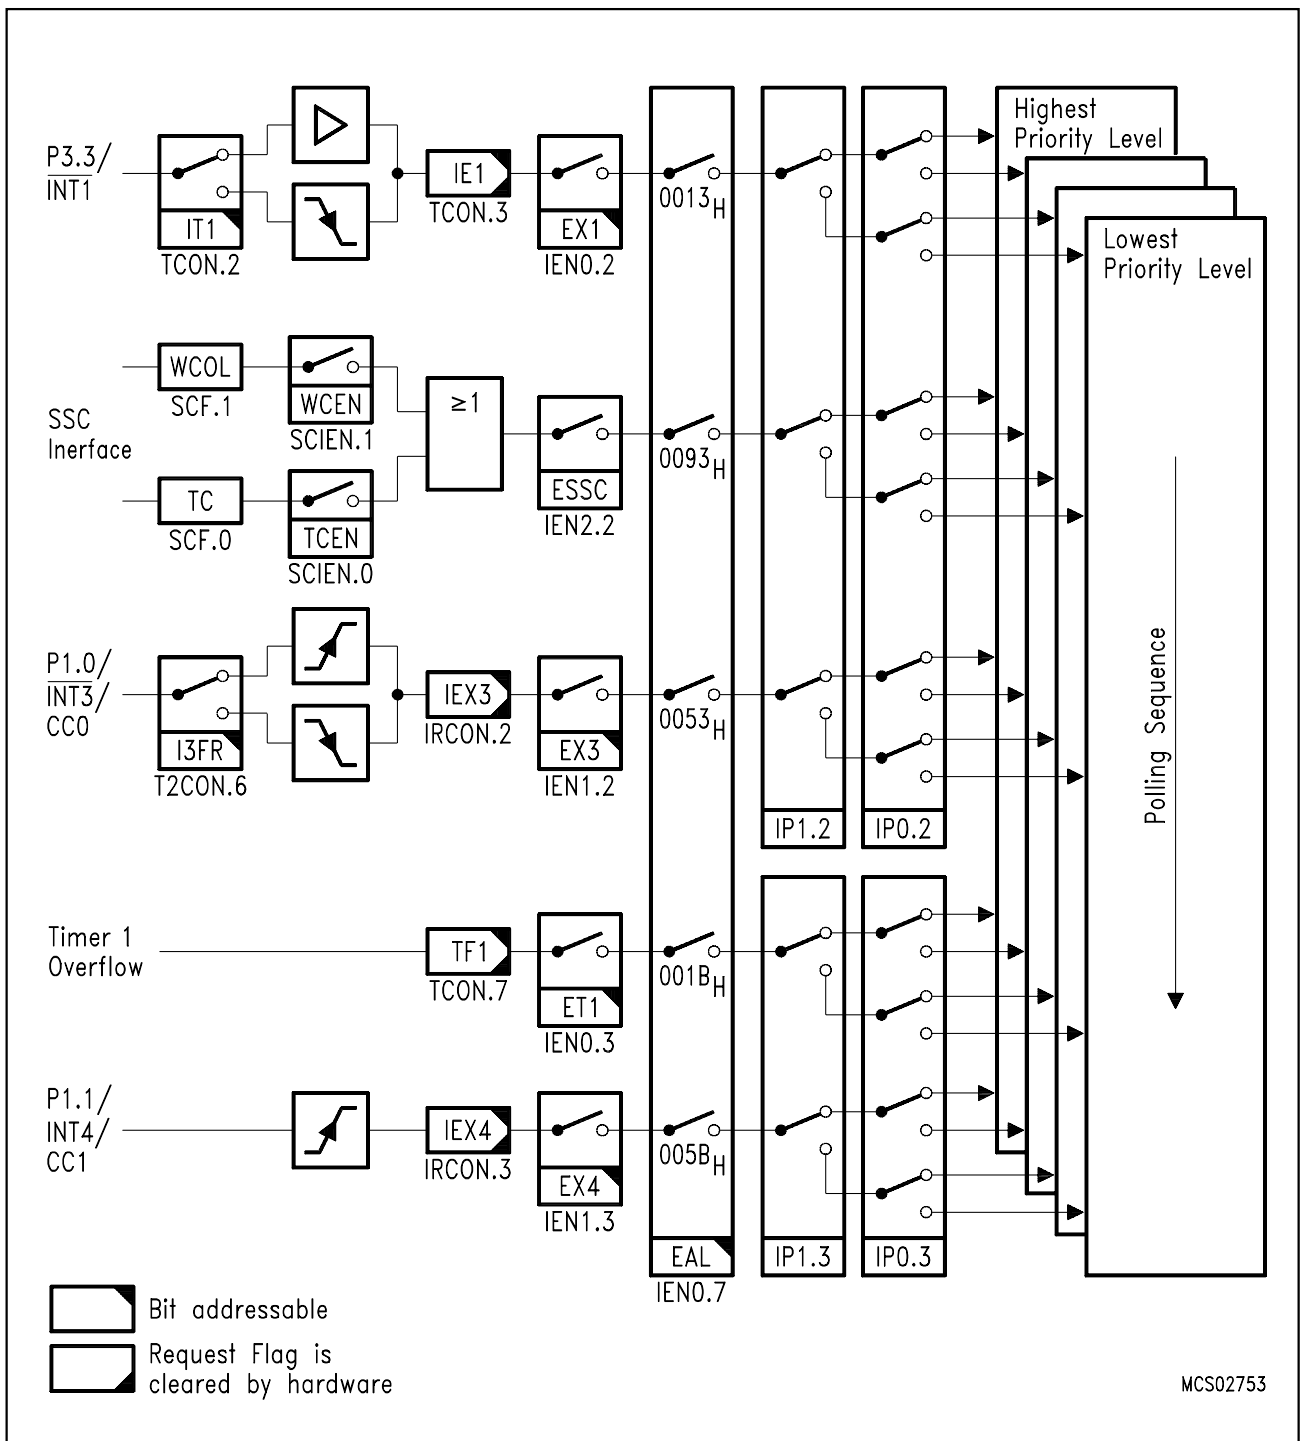 Highest
Priority Level
P3.3/
INT1
IT1
TCON.2
IE1
TCON.3
EX1
IEN0.2
0013H
Lowest
Priority Level
SSC
Inerface
WCOL
SCF.1
WCEN
SCIEN.1
TC
SCF.0
TCEN
SCIEN.0
≥1
ESSC
IEN2.2
0093H
P1.0/
INT3/
CC0
I3FR
T2CON.6
IEX3
IRCON.2
EX3
IEN1.2
0053H
IP1.2
IP0.2
Polling Sequence
Timer 1
Overflow
TF1
TCON.7
ET1
IEN0.3
001BH
P1.1/
INT4/
CC1
IEX4
IRCON.3
EX4
IEN1.3
005BH
EAL
IEN0.7
IP1.3
IP0.3
Bit addressable
Request Flag is
cleared by hardware
MCS02753